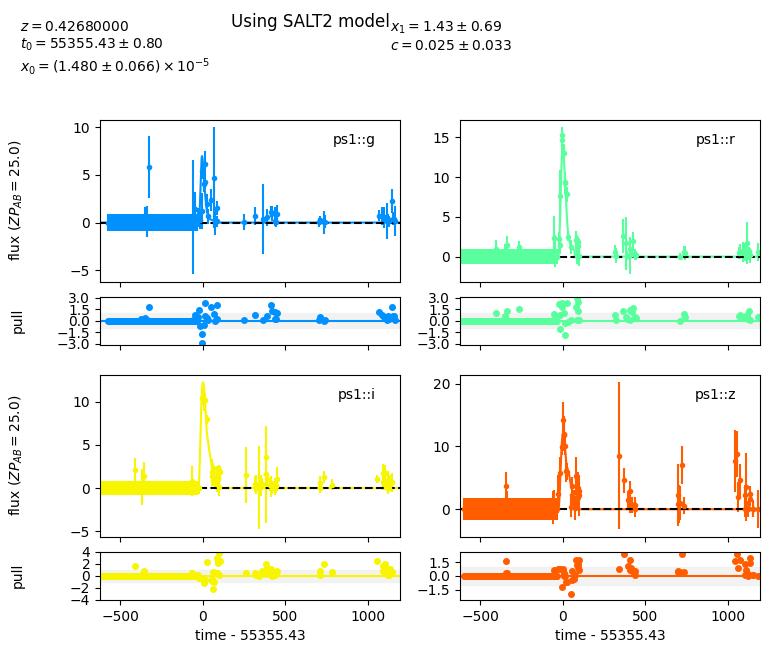 Using SALT2 model
z = 0.42680000
t₀ = 55355.43 ± 0.80
x₀ = (1.480 ± 0.066) × 10⁻⁵
x₁ = 1.43 ± 0.69
c = 0.025 ± 0.033
flux (ZP_AB = 25.0)
10
5
0
−5
ps1::g
15
10
5
0
ps1::r
pull
3.0
1.5
0.0
−1.5
−3.0
3.0
1.5
0.0
−1.5
−3.0
flux (ZP_AB = 25.0)
10
5
0
−5
ps1::i
20
10
0
ps1::z
pull
4
2
0
−2
−4
1.5
0.0
−1.5
−500
0
500
1000
−500
0
500
1000
time - 55355.43
time - 55355.43